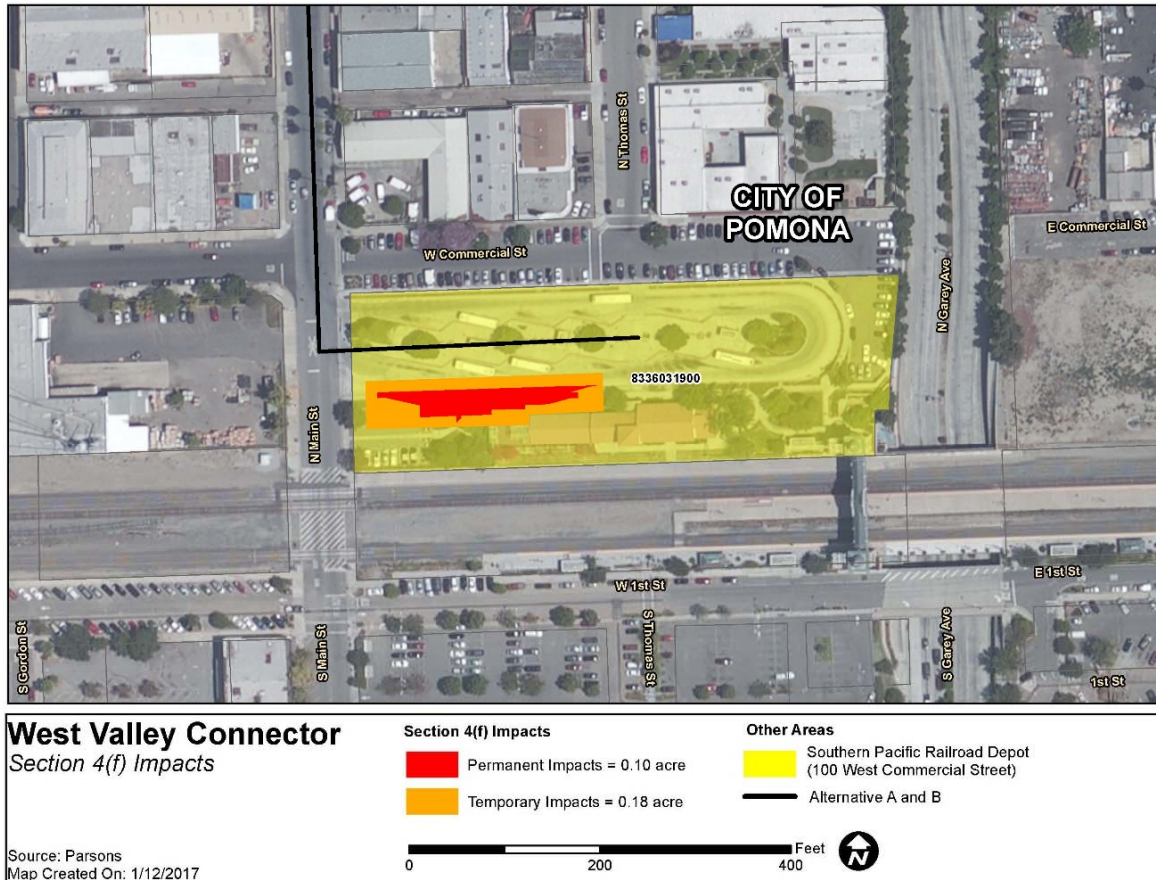 N Thomas St
CITY OF
POMONA
W Commercial St
E Commercial St
N Garey Ave
8336031900
N Main St
W 1st St
E 1st St
S Gordon St
S Main St
S Thomas St
S Garey Ave
1st St
West Valley Connector
Section 4(f) Impacts
Source: Parsons
Map Created On: 1/12/2017
Section 4(f) Impacts
Permanent Impacts = 0.10 acre
Temporary Impacts = 0.18 acre
Other Areas
Southern Pacific Railroad Depot
(100 West Commercial Street)
Alternative A and B
Feet
0 200 400
N